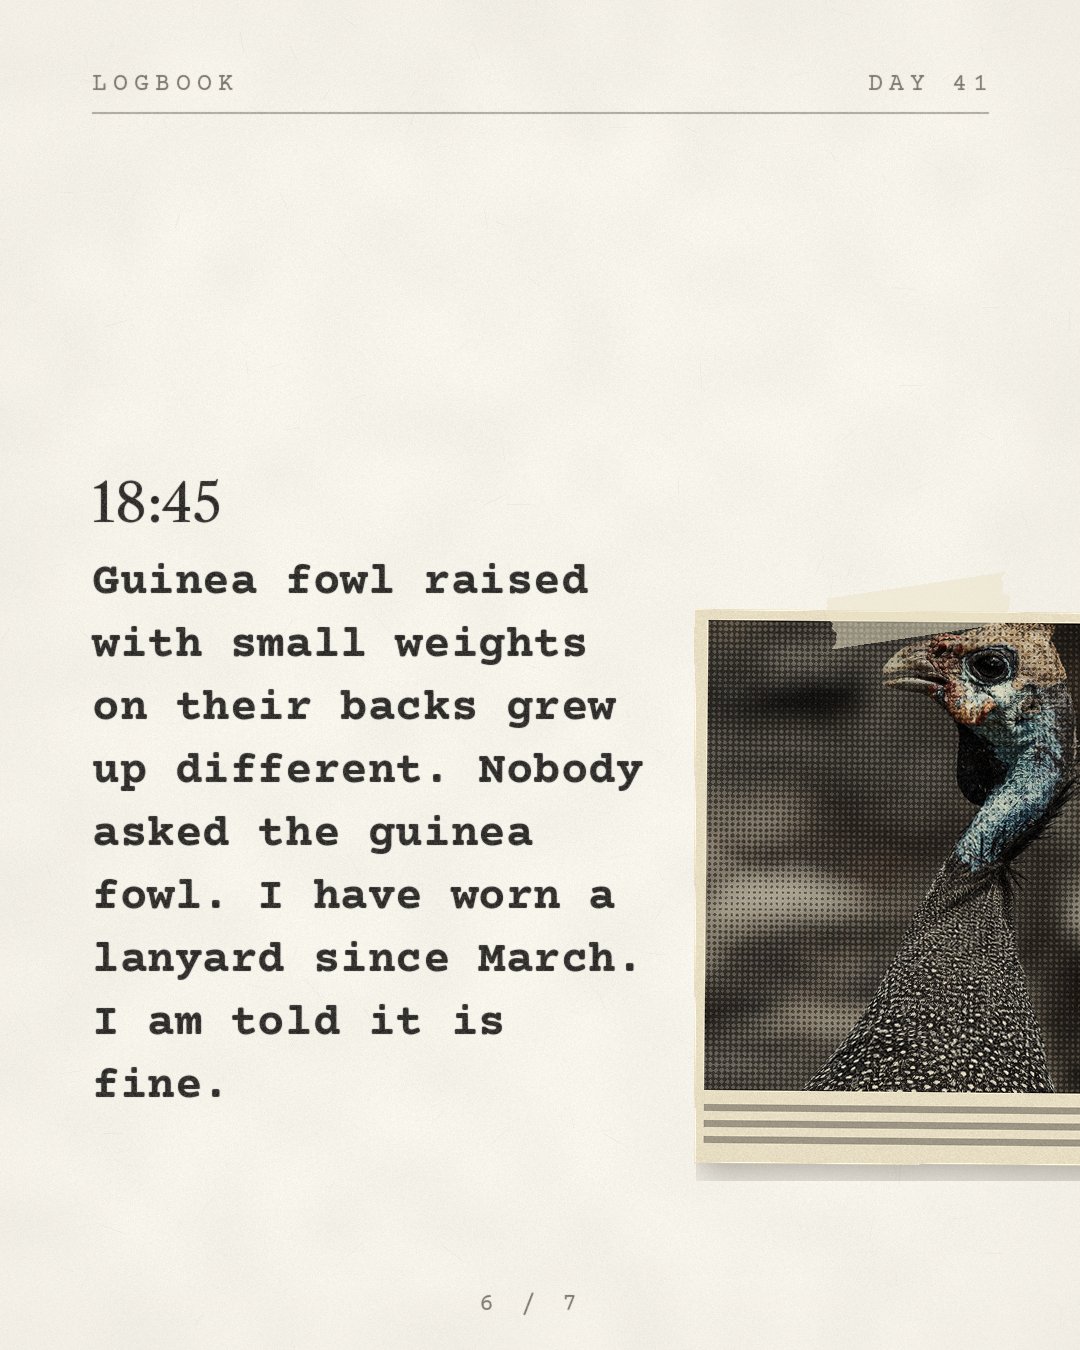 LOGBOOK DAY 41
18:45
Guinea fowl raised
with small weights
on their backs grew
up different. Nobody
asked the guinea
fowl. I have worn a
lanyard since March.
I am told it is
fine.
6 / 7